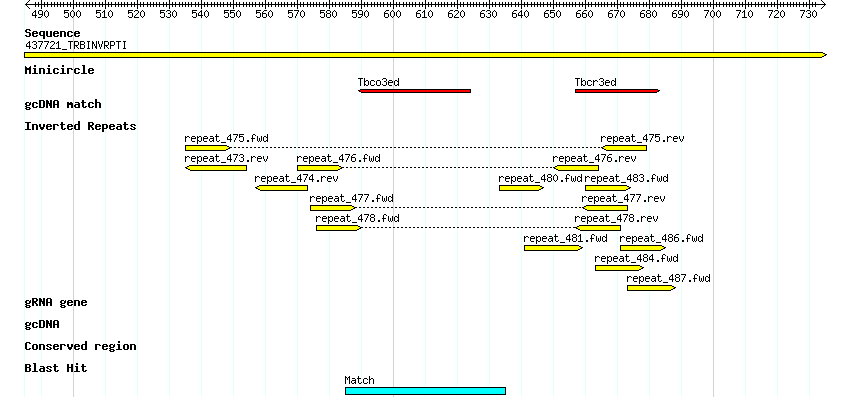 490 500 510 520 530 540 550 560 570 580 590 600 610 620 630 640 650 660 670 680 690 700 710 720 730
Sequence
437721_TRBINVRPTI
Minicircle
Tbco3ed Tbcr3ed
gcDNA match
Inverted Repeats
repeat_475.fwd repeat_475.rev
repeat_473.rev repeat_476.fwd repeat_476.rev
repeat_474.rev repeat_480.fwd repeat_483.fwd
repeat_477.fwd repeat_477.rev
repeat_478.fwd repeat_478.rev
repeat_481.fwd repeat_486.fwd
repeat_484.fwd
repeat_487.fwd
gRNA gene
gcDNA
Conserved region
Blast Hit
Match